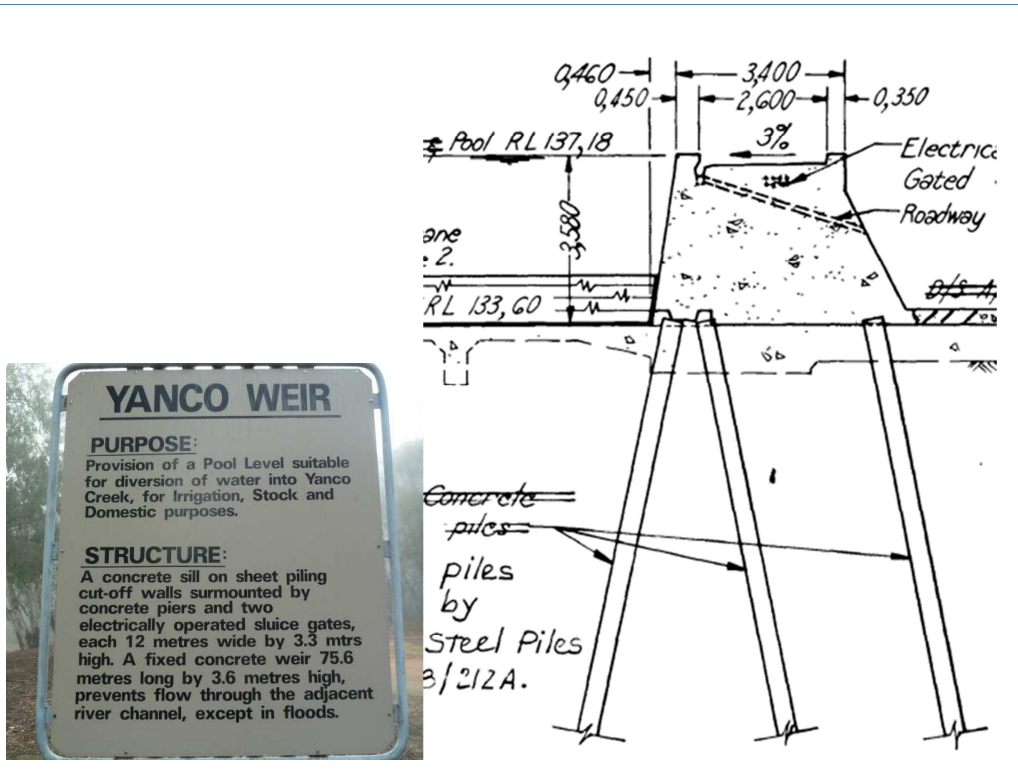 YANCO WEIR
PURPOSE:
Provision of a Pool Level suitable
for diversion of water into Yanco
Creek, for Irrigation, Stock and
Domestic purposes.
STRUCTURE:
A concrete sill on sheet piling
cut-off walls surmounted by
concrete piers and two
electrically operated sluice gates,
each 12 metres wide by 3.3 mtrs
high. A fixed concrete weir 75.6
metres long by 3.6 metres high,
prevents flow through the adjacent
river channel, except in floods.
0,460 3,400
0,450 2,600 0,350
Pool RL 137,18
3%
Electrica
Gated
Roadway
3,580
ane
2.
RL 133,60
D/S A
Concrete
piles
piles
by
Steel Piles
3/212A.